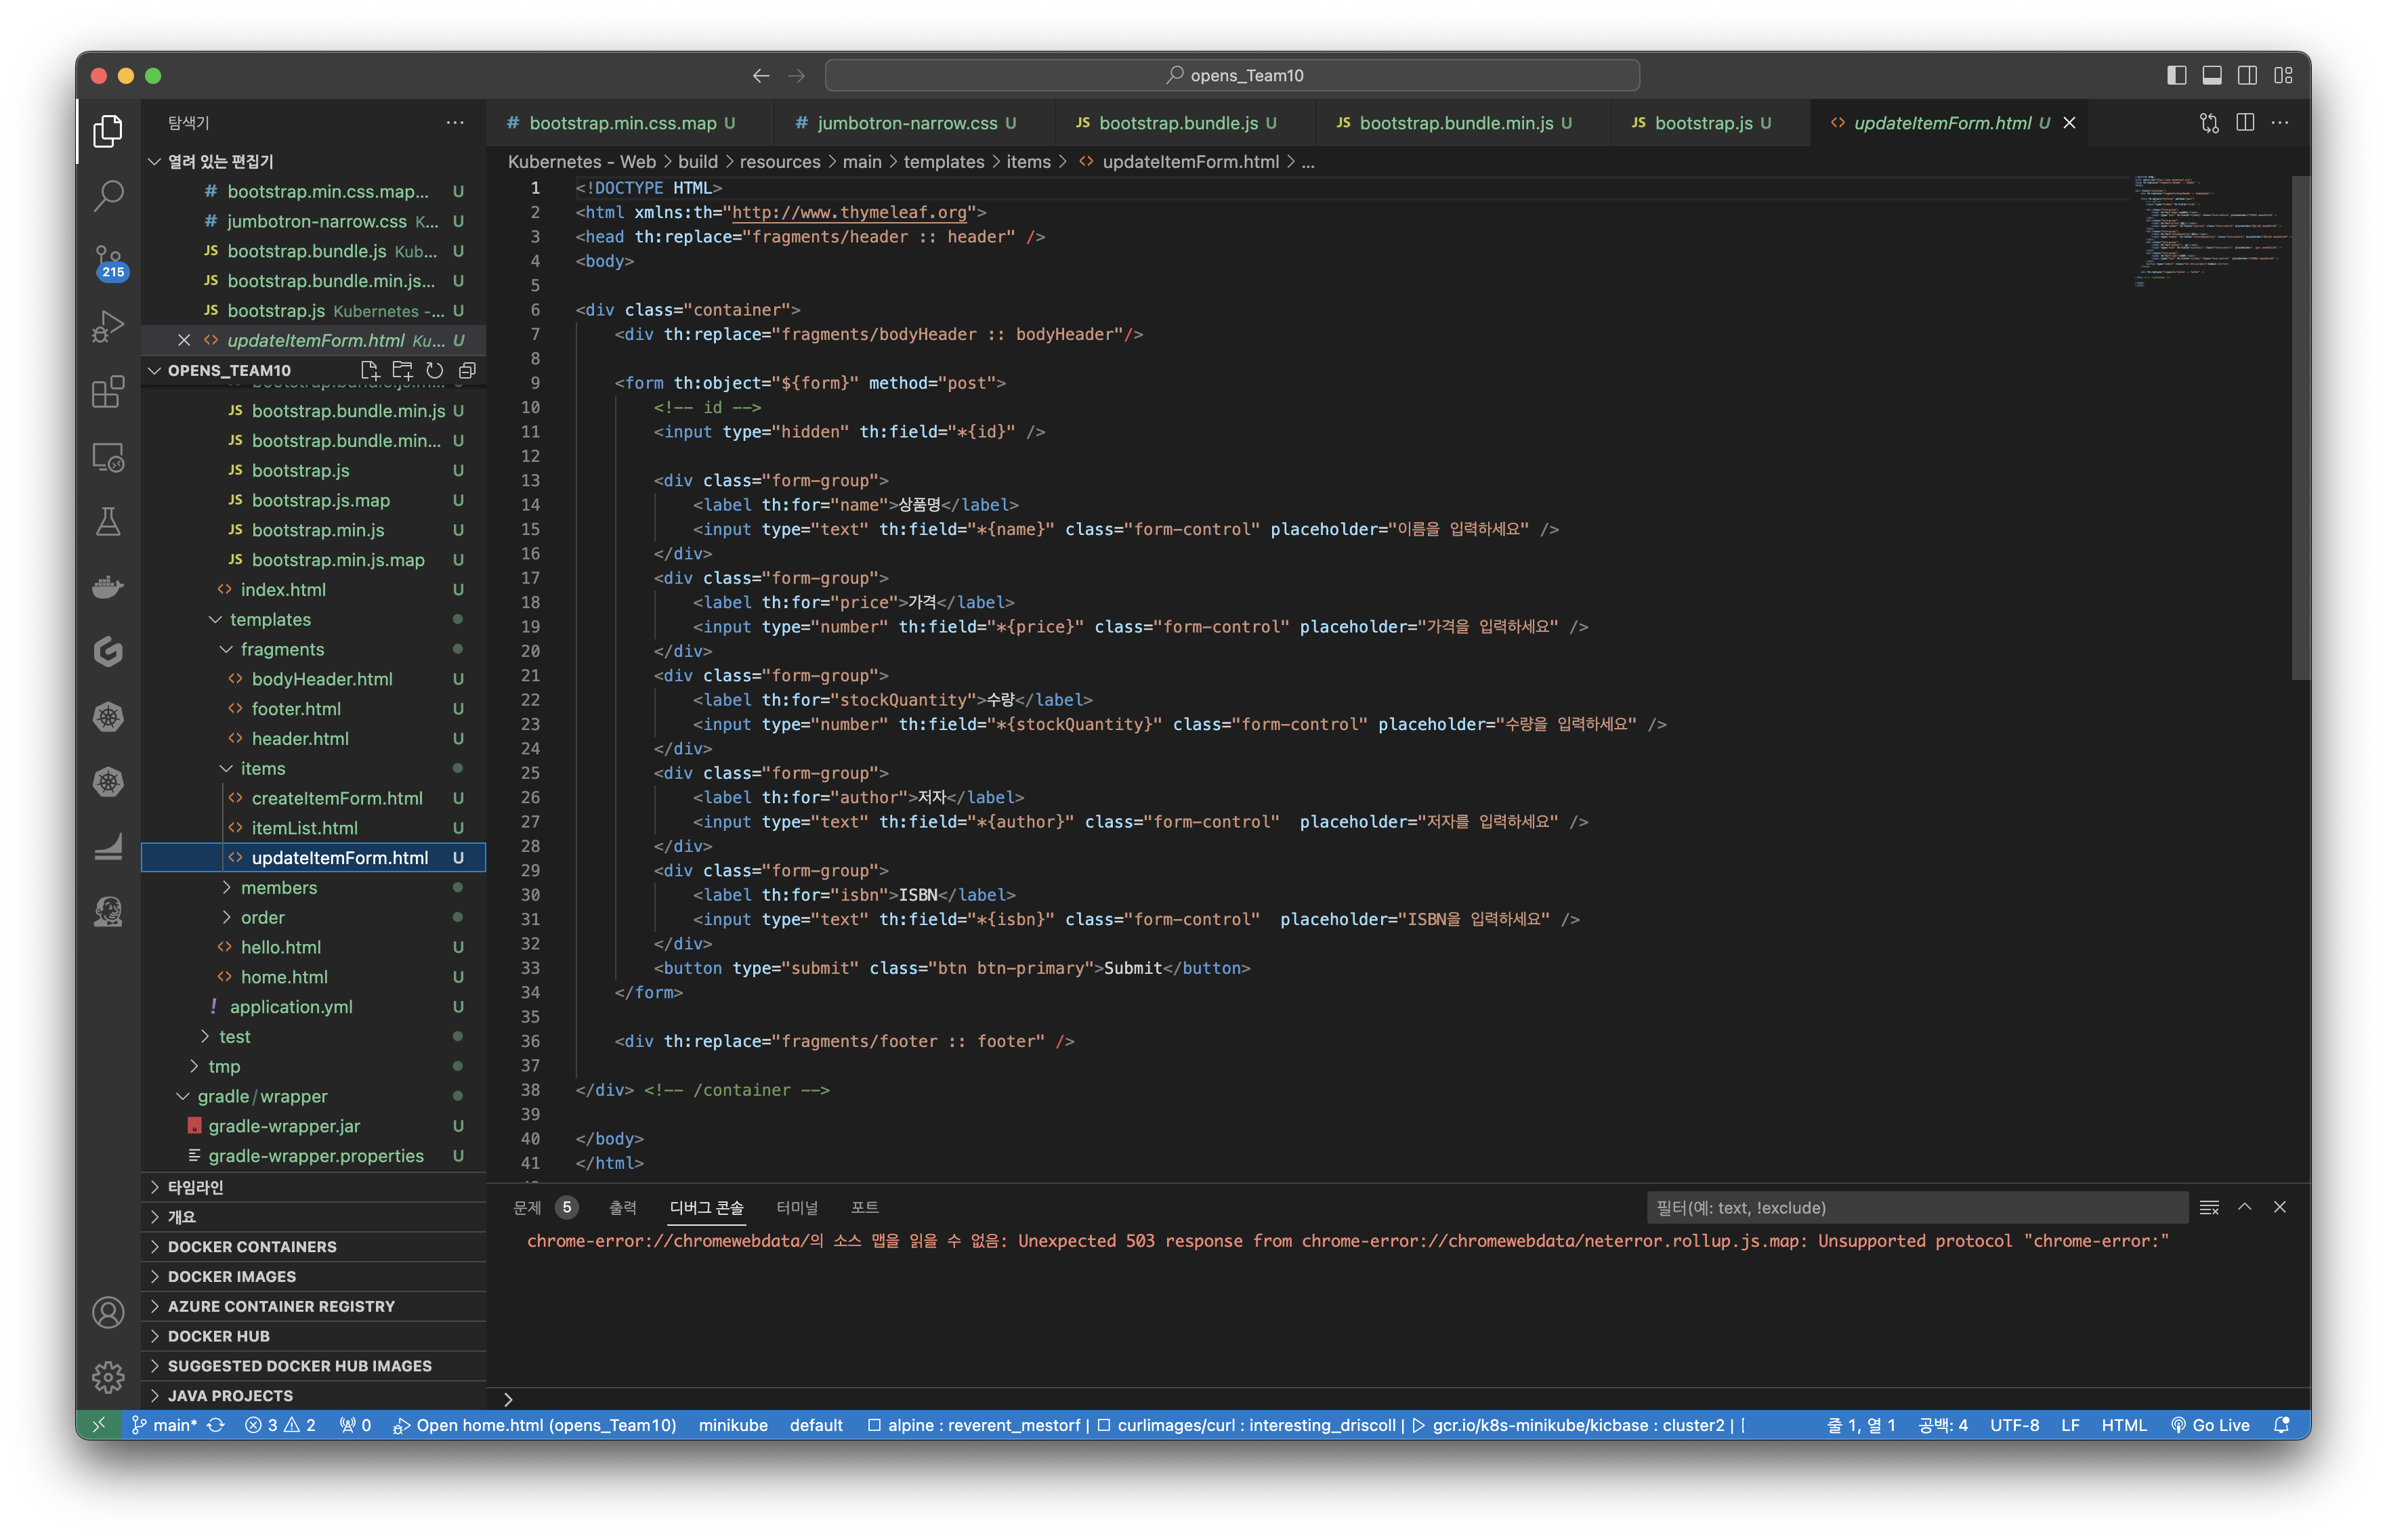 opens_Team10
탐색기
열려 있는 편집기
# bootstrap.min.css.map... U
# jumbotron-narrow.css K... U
JS bootstrap.bundle.js Kub... U
JS bootstrap.bundle.min.js... U
JS bootstrap.js Kubernetes -... U
<> updateItemForm.html Ku... U
OPENS_TEAM10
JS bootstrap.bundle.min.js U
JS bootstrap.bundle.min... U
JS bootstrap.js U
JS bootstrap.js.map U
JS bootstrap.min.js U
JS bootstrap.min.js.map U
<> index.html U
templates
fragments
<> bodyHeader.html U
<> footer.html U
<> header.html U
items
<> createItemForm.html U
<> itemList.html U
<> updateItemForm.html U
members
order
<> hello.html U
<> home.html U
! application.yml U
test
tmp
gradle/wrapper
gradle-wrapper.jar U
gradle-wrapper.properties U
타임라인
개요
DOCKER CONTAINERS
DOCKER IMAGES
AZURE CONTAINER REGISTRY
DOCKER HUB
SUGGESTED DOCKER HUB IMAGES
JAVA PROJECTS
215
# bootstrap.min.css.map U # jumbotron-narrow.css U JS bootstrap.bundle.js U JS bootstrap.bundle.min.js U JS bootstrap.js U <> updateItemForm.html U
Kubernetes - Web > build > resources > main > templates > items > <> updateItemForm.html > ...
1 <!DOCTYPE HTML>
2 <html xmlns:th="http://www.thymeleaf.org">
3 <head th:replace="fragments/header :: header" />
4 <body>
5
6 <div class="container">
7 <div th:replace="fragments/bodyHeader :: bodyHeader"/>
8
9 <form th:object="${form}" method="post">
10 <!-- id -->
11 <input type="hidden" th:field="*{id}" />
12
13 <div class="form-group">
14 <label th:for="name">상품명</label>
15 <input type="text" th:field="*{name}" class="form-control" placeholder="이름을 입력하세요" />
16 </div>
17 <div class="form-group">
18 <label th:for="price">가격</label>
19 <input type="number" th:field="*{price}" class="form-control" placeholder="가격을 입력하세요" />
20 </div>
21 <div class="form-group">
22 <label th:for="stockQuantity">수량</label>
23 <input type="number" th:field="*{stockQuantity}" class="form-control" placeholder="수량을 입력하세요" />
24 </div>
25 <div class="form-group">
26 <label th:for="author">저자</label>
27 <input type="text" th:field="*{author}" class="form-control"  placeholder="저자를 입력하세요" />
28 </div>
29 <div class="form-group">
30 <label th:for="isbn">ISBN</label>
31 <input type="text" th:field="*{isbn}" class="form-control"  placeholder="ISBN을 입력하세요" />
32 </div>
33 <button type="submit" class="btn btn-primary">Submit</button>
34 </form>
35
36 <div th:replace="fragments/footer :: footer" />
37
38 </div> <!-- /container -->
39
40 </body>
41 </html>
문제 5 출력 디버그 콘솔 터미널 포트 필터(예: text, !exclude)
chrome-error://chromewebdata/의 소스 맵을 읽을 수 없음: Unexpected 503 response from chrome-error://chromewebdata/neterror.rollup.js.map: Unsupported protocol "chrome-error:"
main* 3 2 0 Open home.html (opens_Team10) minikube default alpine : reverent_mestorf | curlimages/curl : interesting_driscoll | gcr.io/k8s-minikube/kicbase : cluster2 | 줄 1, 열 1 공백: 4 UTF-8 LF HTML Go Live